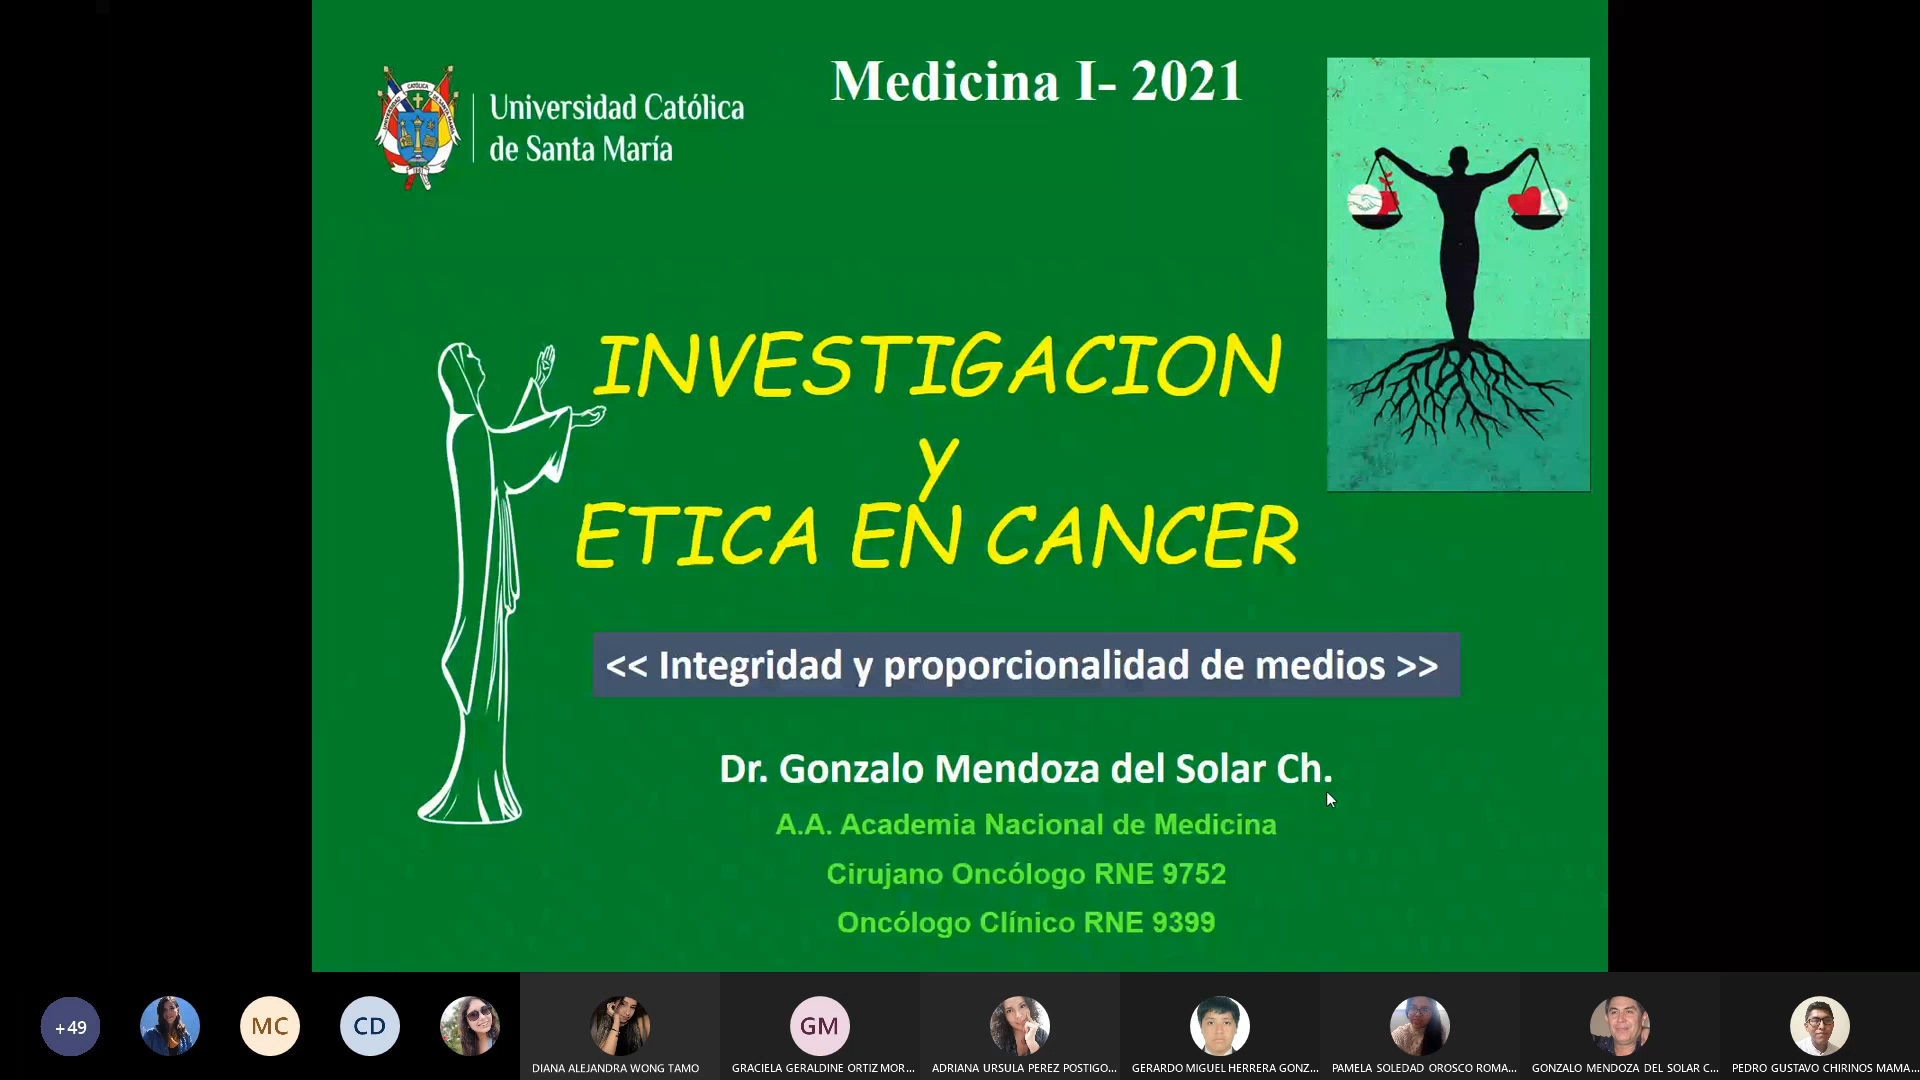 Medicina I- 2021
Universidad Católica
de Santa María
INVESTIGACION
y
ETICA EN CANCER
<< Integridad y proporcionalidad de medios >>
Dr. Gonzalo Mendoza del Solar Ch.
A.A. Academia Nacional de Medicina
Cirujano Oncólogo RNE 9752
Oncólogo Clínico RNE 9399
+49
MC
CD
GM
DIANA ALEJANDRA WONG TAMO
GRACIELA GERALDINE ORTIZ MOR...
ADRIANA URSULA PEREZ POSTIGO...
GERARDO MIGUEL HERRERA GONZ...
PAMELA SOLEDAD OROSCO ROMA...
GONZALO MENDOZA DEL SOLAR C...
PEDRO GUSTAVO CHIRINOS MAMA...